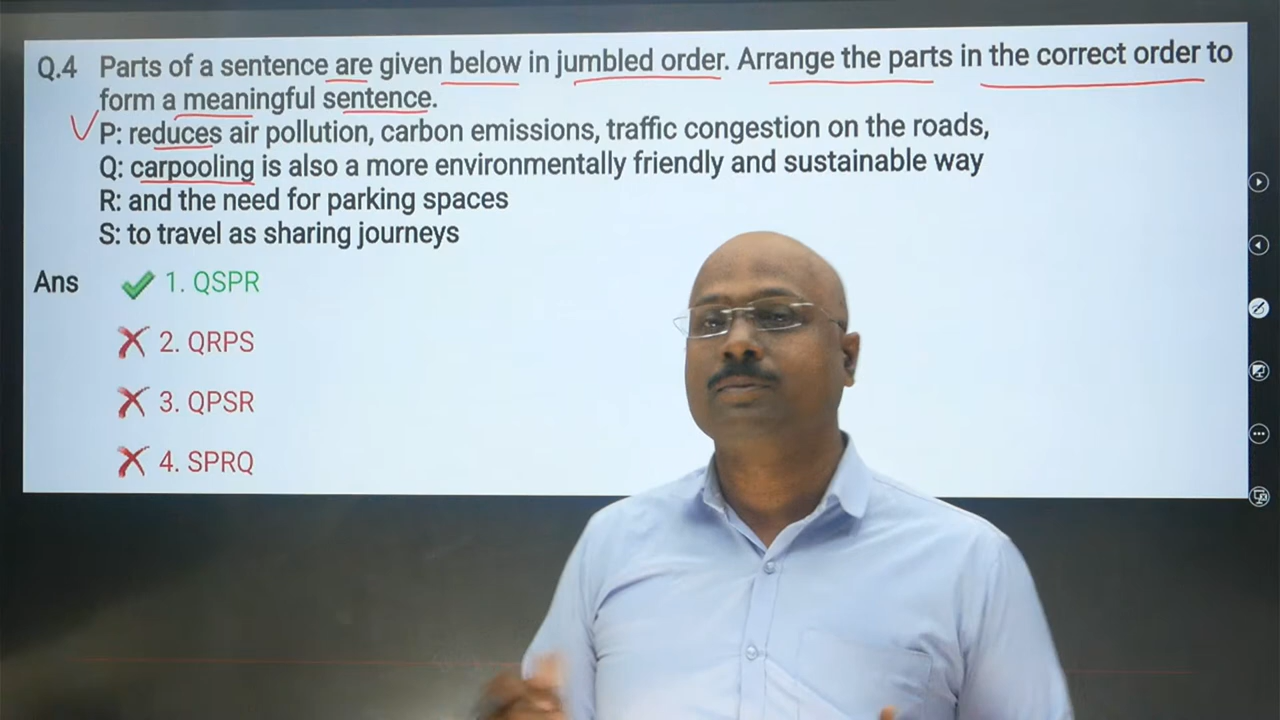 Q.4 Parts of a sentence are given below in jumbled order. Arrange the parts in the correct order to
form a meaningful sentence.
P: reduces air pollution, carbon emissions, traffic congestion on the roads,
Q: carpooling is also a more environmentally friendly and sustainable way
R: and the need for parking spaces
S: to travel as sharing journeys
Ans 1. QSPR
2. QRPS
3. QPSR
4. SPRQ